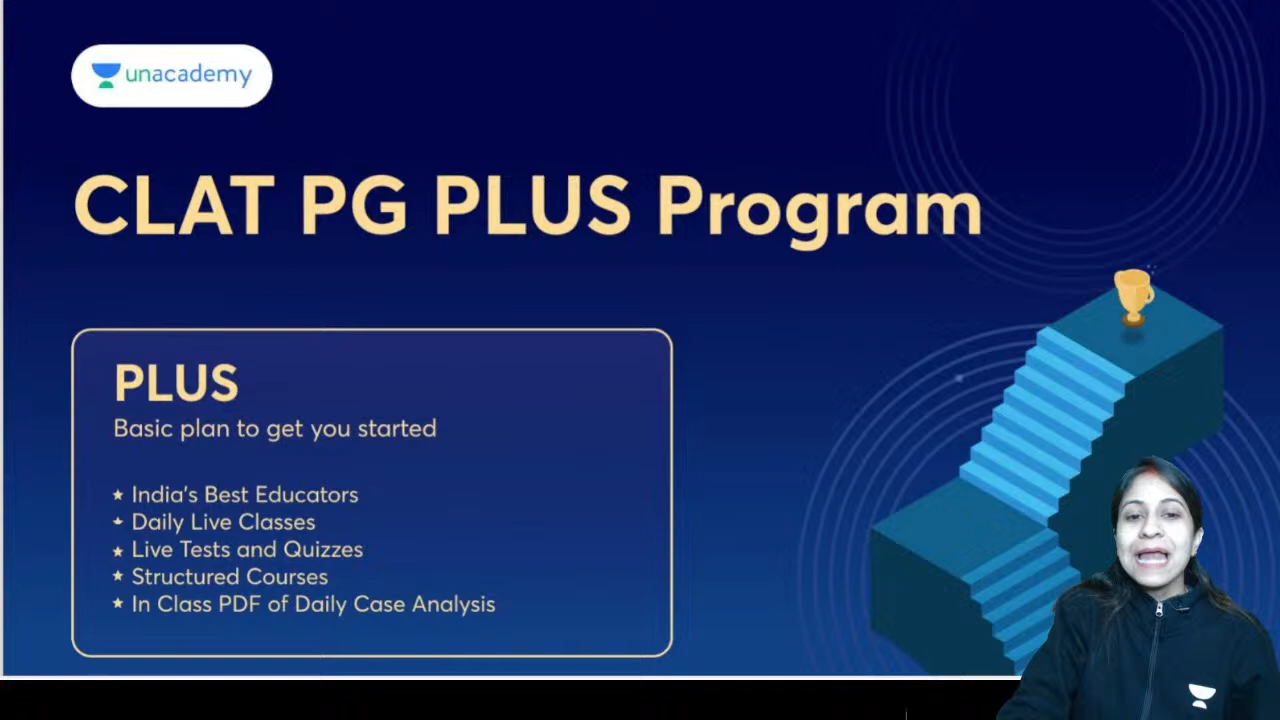 unacademy
CLAT PG PLUS Program
PLUS
Basic plan to get you started
India's Best Educators
Daily Live Classes
Live Tests and Quizzes
Structured Courses
In Class PDF of Daily Case Analysis